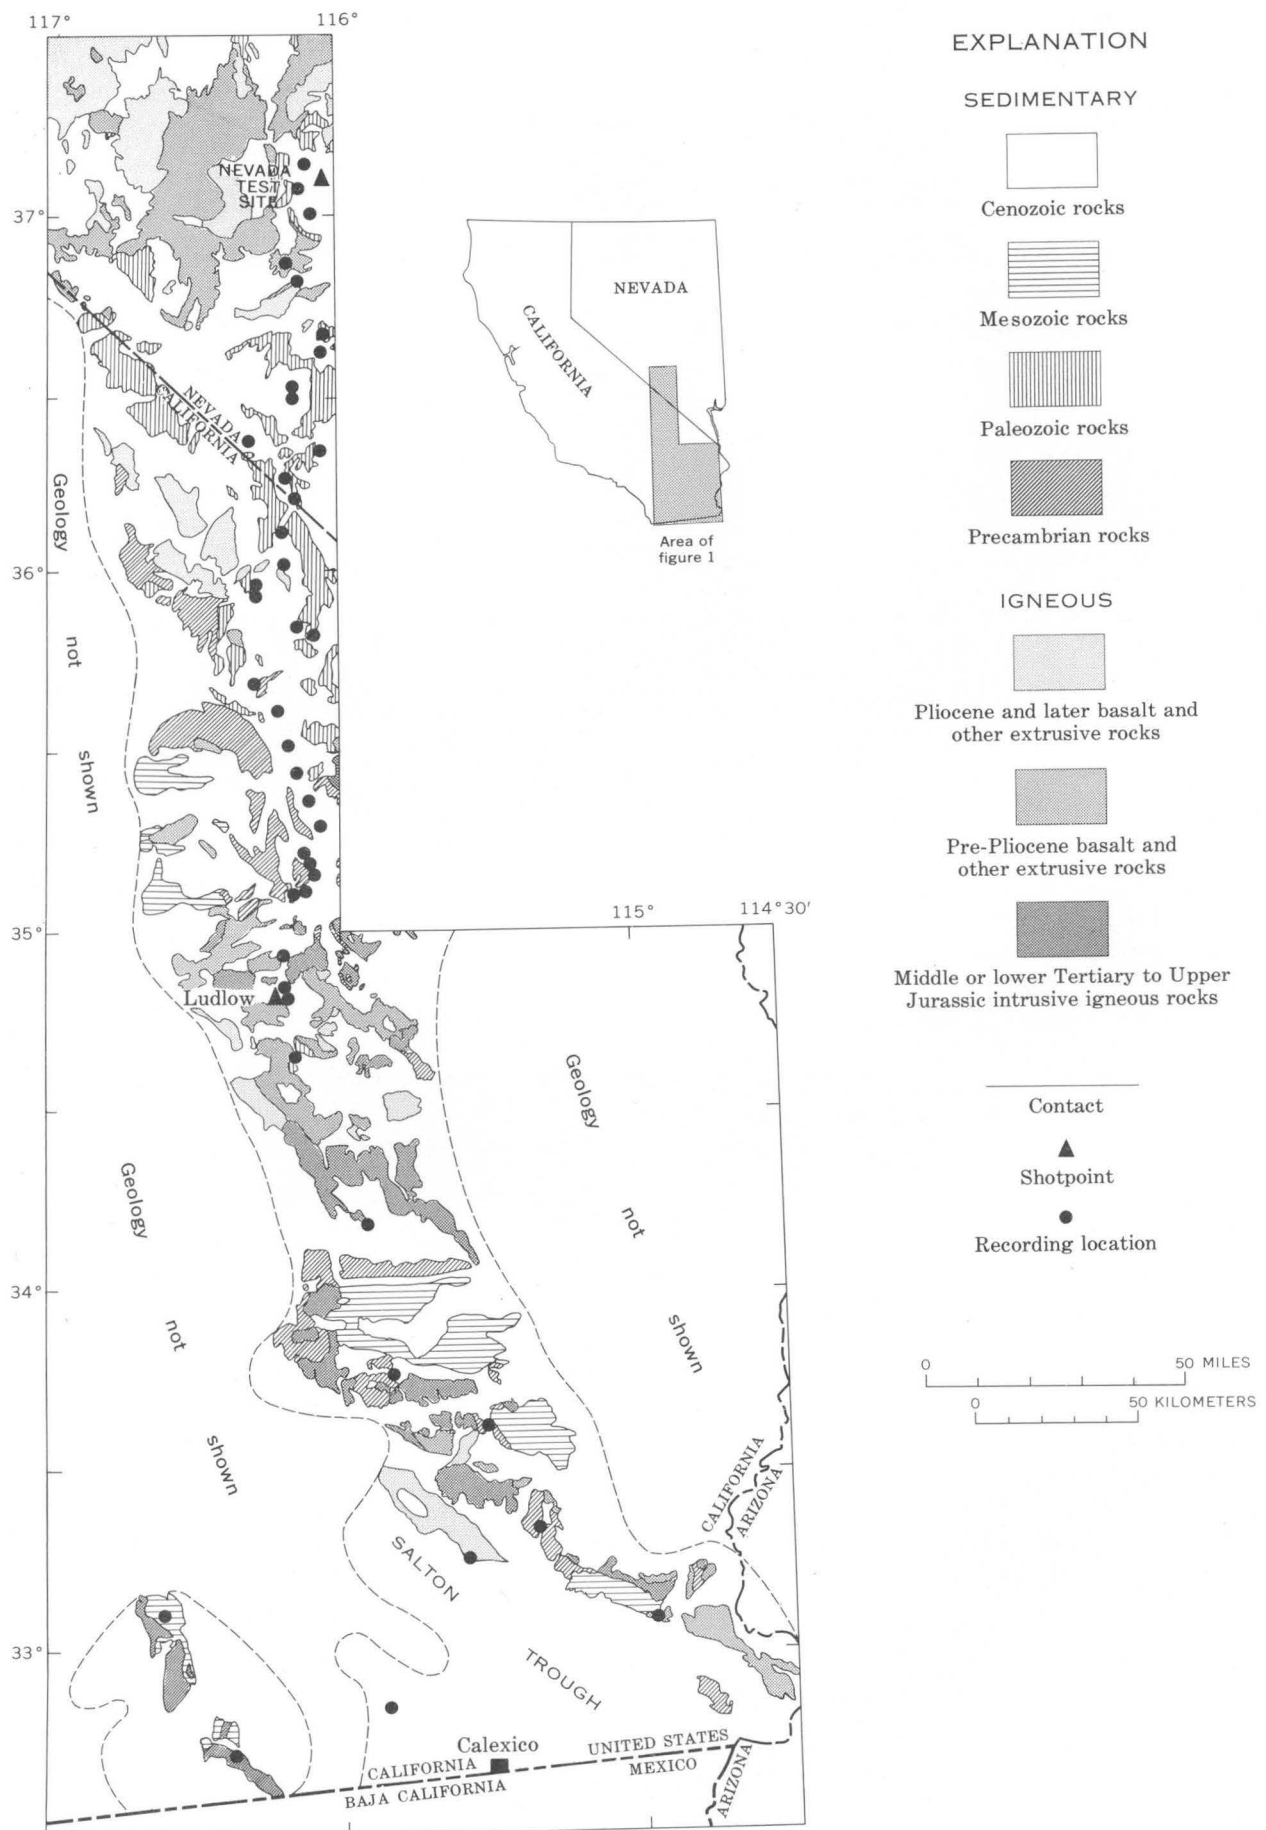 117°
116°
NEVADA
TEST
SITE
37°
NEVADA
CALIFORNIA
Geology
not
shown
36°
35°
Ludlow
115°
114°30′
Geology
not
shown
Geology
not
shown
34°
CALIFORNIA
ARIZONA
SALTON
TROUGH
33°
Calexico
CALIFORNIA
UNITED STATES
BAJA CALIFORNIA
MEXICO
ARIZONA
NEVADA
CALIFORNIA
Area of
figure 1
EXPLANATION
SEDIMENTARY
Cenozoic rocks
Mesozoic rocks
Paleozoic rocks
Precambrian rocks
IGNEOUS
Pliocene and later basalt and
other extrusive rocks
Pre-Pliocene basalt and
other extrusive rocks
Middle or lower Tertiary to Upper
Jurassic intrusive igneous rocks
Contact
Shotpoint
Recording location
0 50 MILES
0 50 KILOMETERS